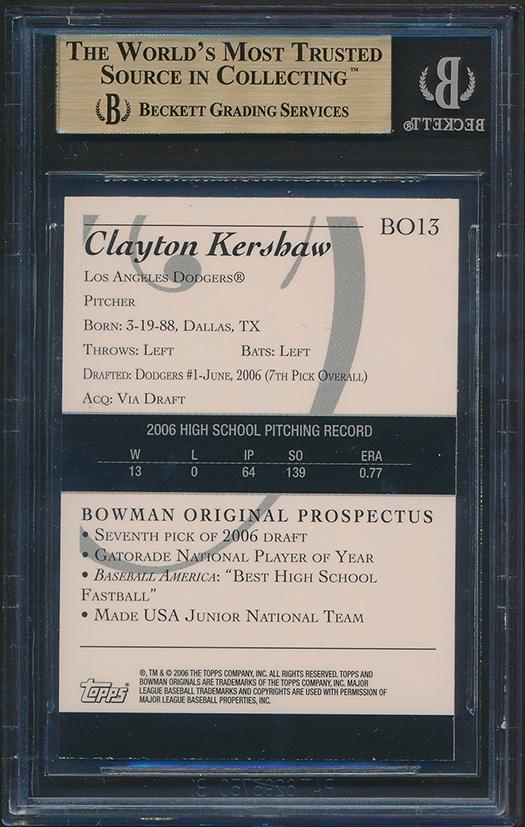 THE WORLD'S MOST TRUSTED
SOURCE IN COLLECTING™
B BECKETT GRADING SERVICES
B
BECKETT®
BO13
Clayton Kershaw
LOS ANGELES DODGERS®
PITCHER
BORN: 3-19-88, DALLAS, TX
THROWS: LEFT BATS: LEFT
DRAFTED: DODGERS #1-JUNE, 2006 (7TH PICK OVERALL)
ACQ: VIA DRAFT
2006 HIGH SCHOOL PITCHING RECORD
W L IP SO ERA
13 0 64 139 0.77
BOWMAN ORIGINAL PROSPECTUS
• SEVENTH PICK OF 2006 DRAFT
• GATORADE NATIONAL PLAYER OF YEAR
• BASEBALL AMERICA: “BEST HIGH SCHOOL
FASTBALL”
• MADE USA JUNIOR NATIONAL TEAM
Topps®
®, TM & © 2006 THE TOPPS COMPANY, INC. ALL RIGHTS RESERVED. TOPPS AND
BOWMAN ORIGINALS ARE TRADEMARKS OF THE TOPPS COMPANY, INC. MAJOR
LEAGUE BASEBALL TRADEMARKS AND COPYRIGHTS ARE USED WITH PERMISSION OF
MAJOR LEAGUE BASEBALL PROPERTIES, INC.